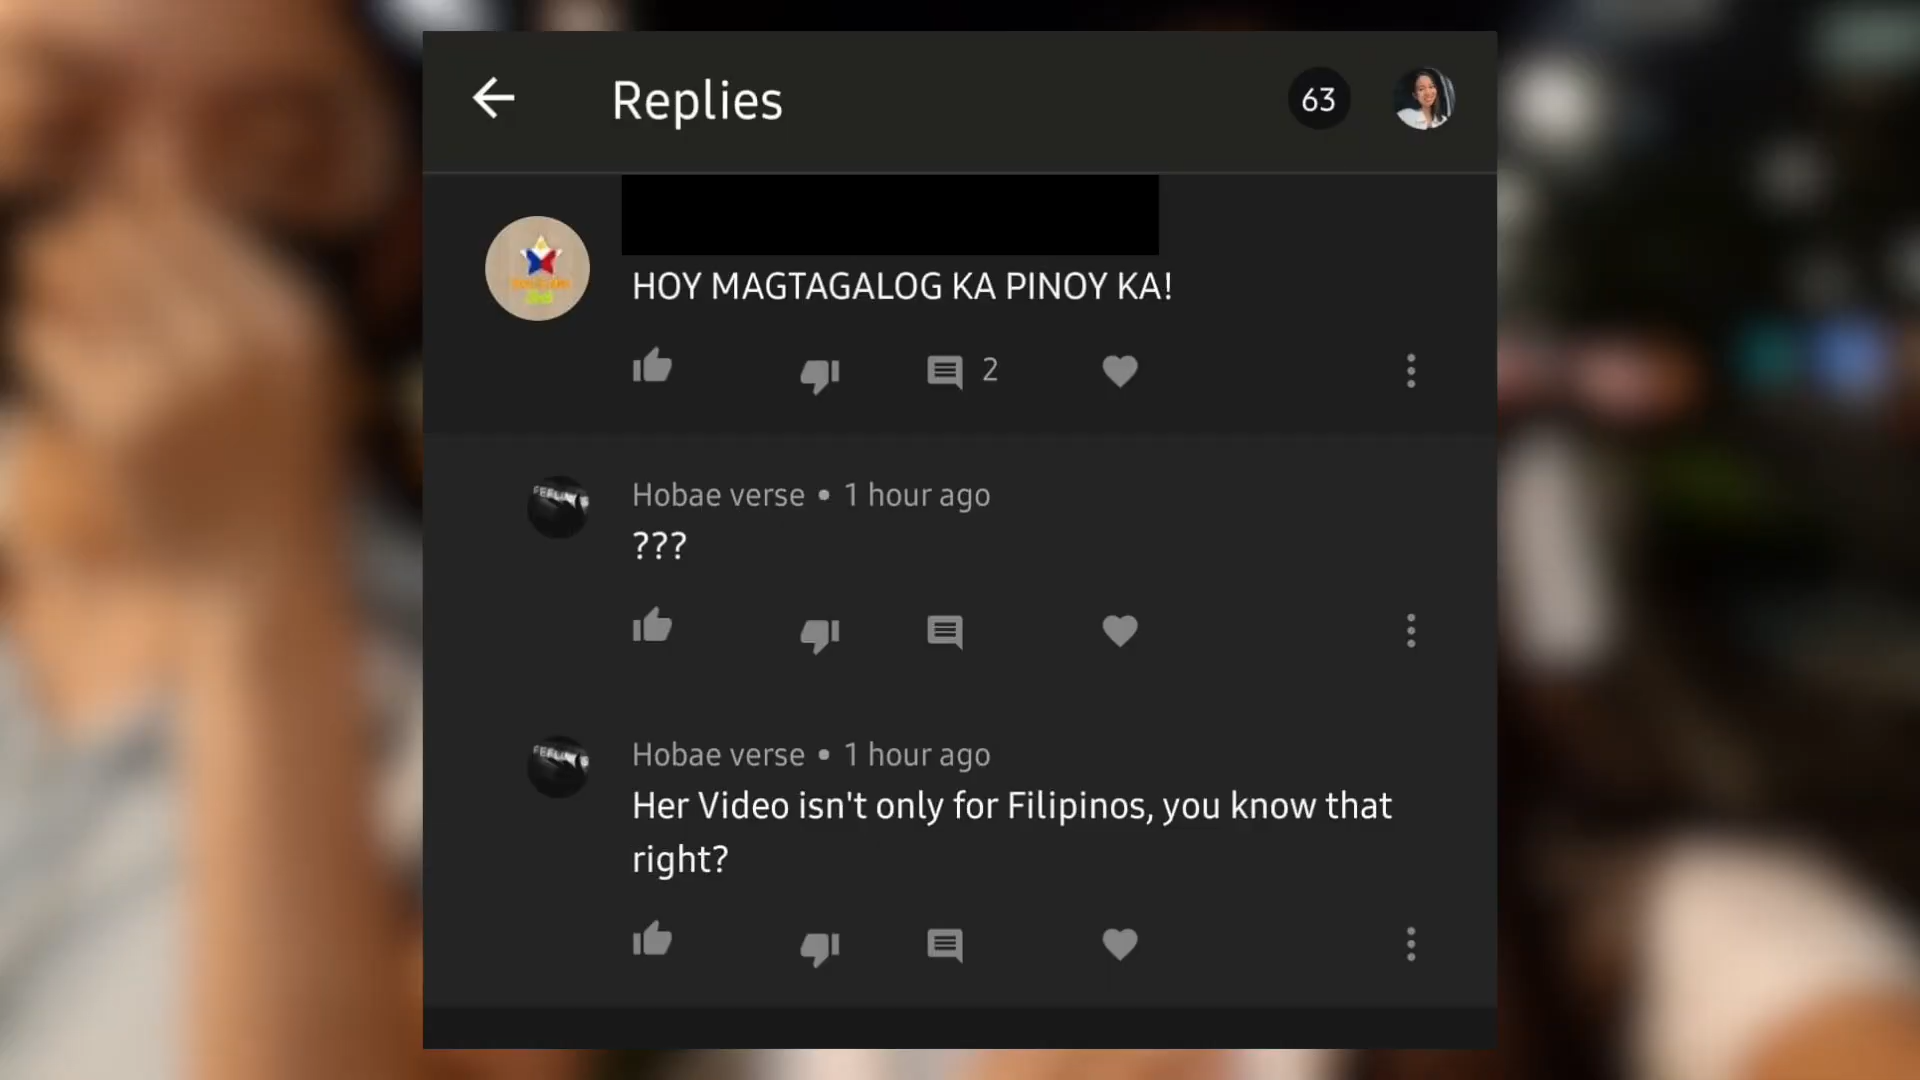 Replies
63
HOY MAGTAGALOG KA PINOY KA!
2
Hobae verse • 1 hour ago
???
Hobae verse • 1 hour ago
Her Video isn't only for Filipinos, you know that
right?